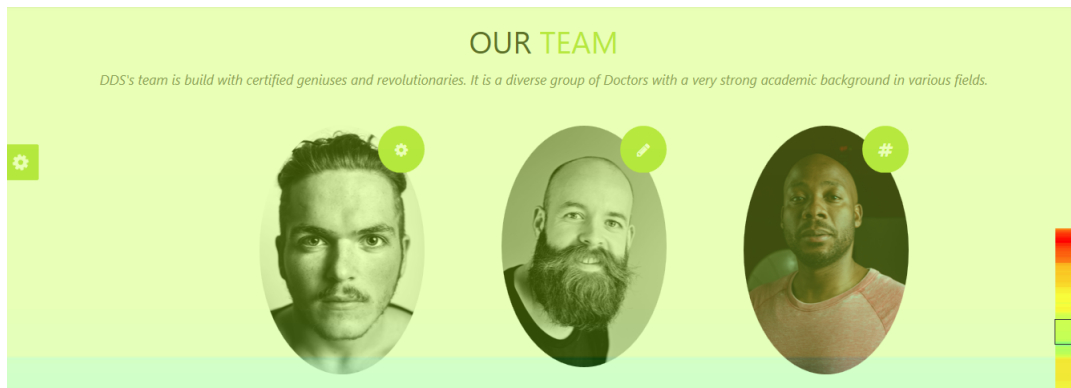 OUR TEAM
DDS's team is build with certified geniuses and revolutionaries. It is a diverse group of Doctors with a very strong academic background in various fields.
#